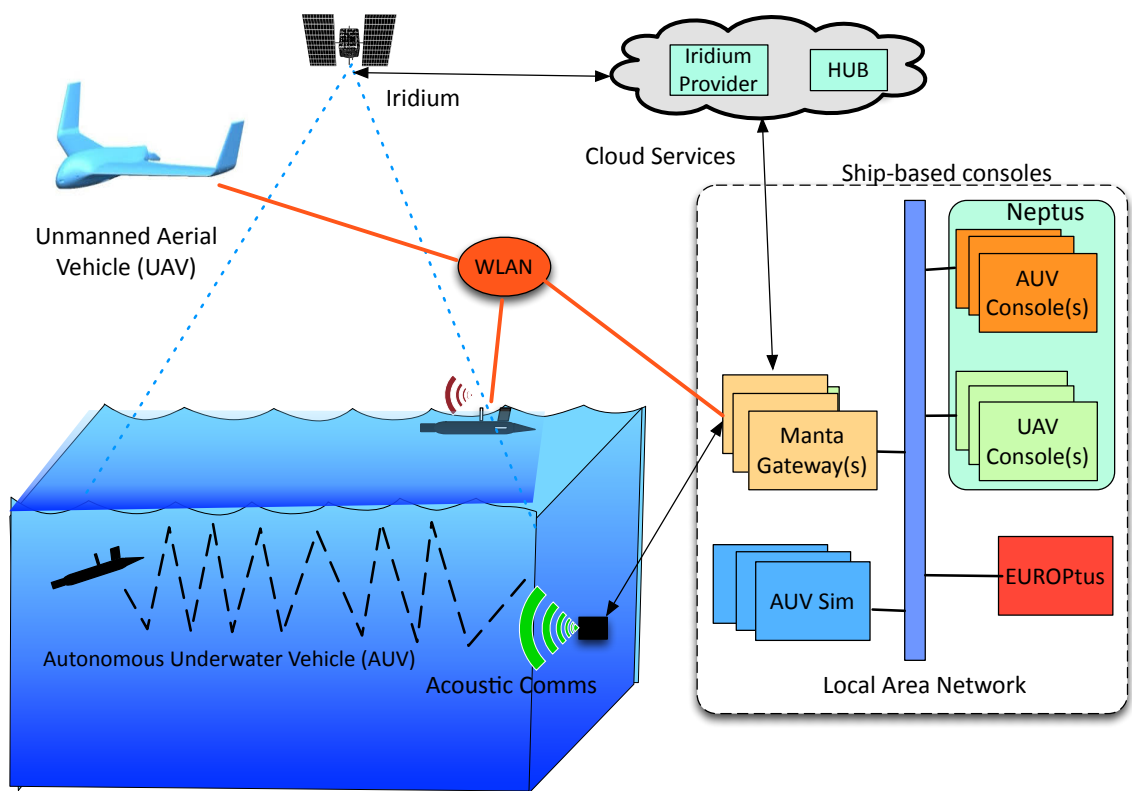 Iridium
Iridium
Provider
HUB
Cloud Services
Unmanned Aerial
Vehicle (UAV)
WLAN
Ship-based consoles
Neptus
AUV
Console(s)
UAV
Console(s)
Manta
Gateway(s)
AUV Sim
EUROPtus
Local Area Network
Autonomous Underwater Vehicle (AUV)
Acoustic Comms